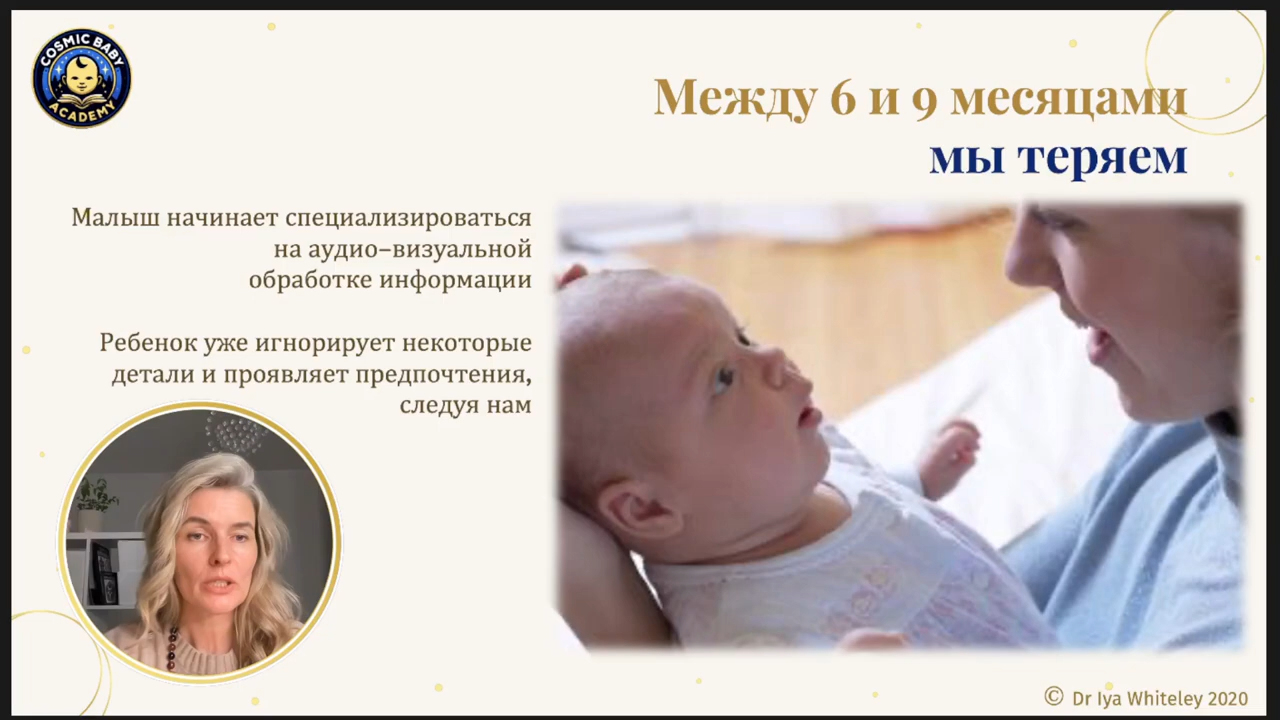 COSMIC BABY
ACADEMY
Между 6 и 9 месяцами
мы теряем
Малыш начинает специализироваться
на аудио–визуальной
обработке информации
Ребенок уже игнорирует некоторые
детали и проявляет предпочтения,
следуя нам
© Dr Iya Whiteley 2020